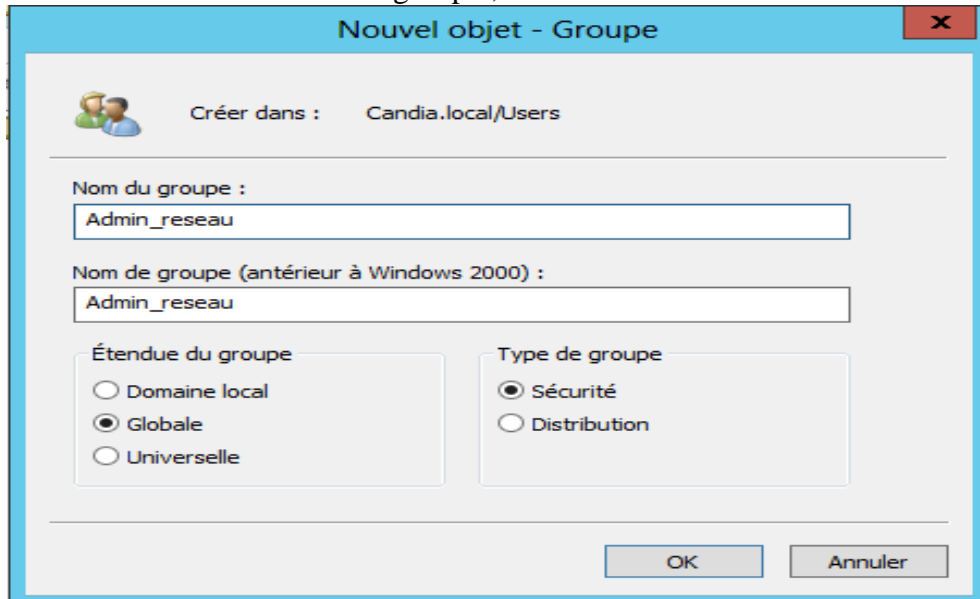 Nouvel objet - Groupe
x
Créer dans : Candia.local/Users
Nom du groupe :
Admin_reseau
Nom de groupe (antérieur à Windows 2000) :
Admin_reseau
Étendue du groupe
Domaine local
Globale
Universelle
Type de groupe
Sécurité
Distribution
OK Annuler